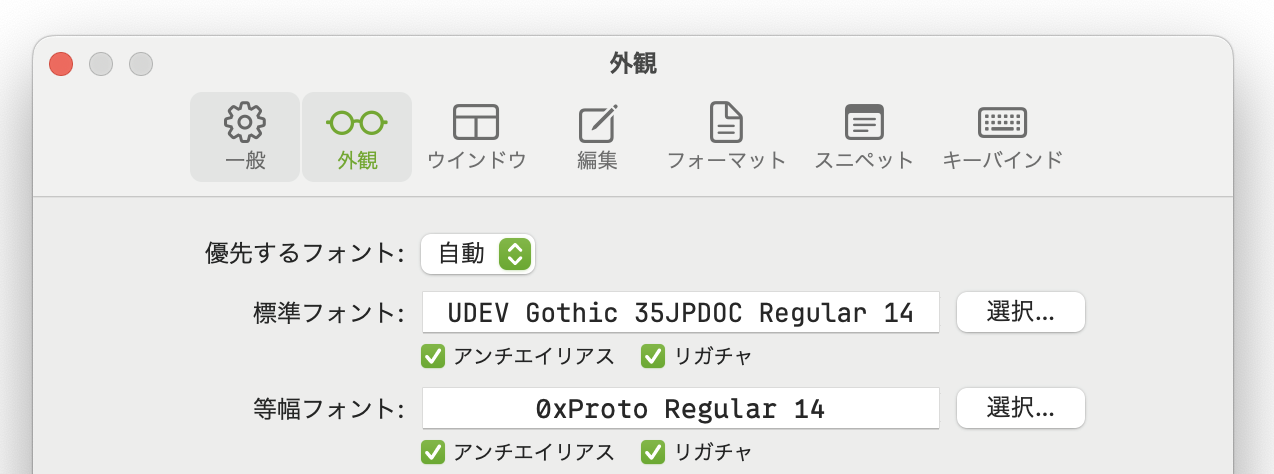 外観
一般 外観 ウインドウ 編集 フォーマット スニペット キーバインド
優先するフォント: 自動
標準フォント: UDEV Gothic 35JPDOC Regular 14 選択...
アンチエイリアス リガチャ
等幅フォント: 0xProto Regular 14 選択...
アンチエイリアス リガチャ